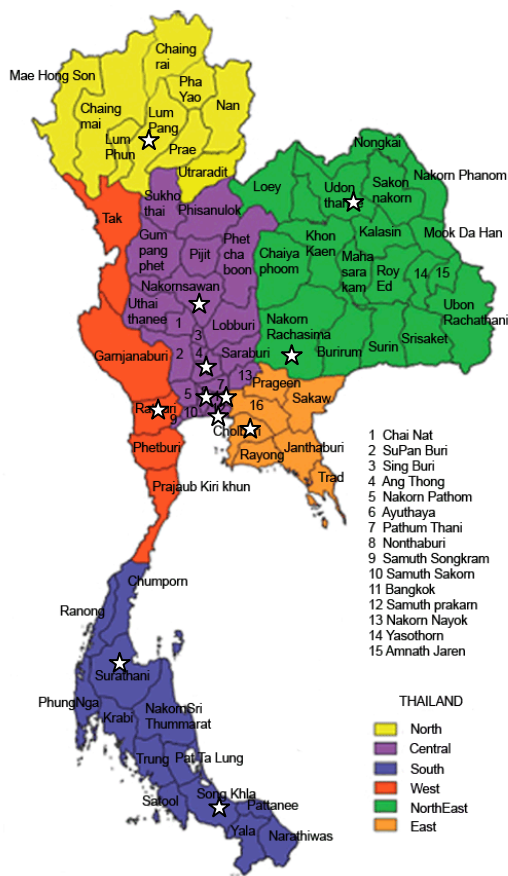 Chaing
rai
Mae Hong Son
Pha
Yao
Nan
Chaing
mai
Lum
Pang
Lum
Phun
Prae
Utraradit
Nongkai
Loey
Udon
Sakon
nakorn
Nakorn Phanom
Tak
Sukho
thai
Phisanulok
Khon
Kaen
Kalasin
Mook Da Han
Gum
pang
phet
Pijit
Phet
cha
boon
Chaiya
phoom
Maha
sara
kam
Roy
Ed
14
15
Nakornsawan
Uthai
thanee
1
3
Lobburi
Nakorn
Rachasima
Ubon
Rachathani
Garnjanaburi
2
4
Saraburi
Burirum
Surin
Srisaket
13
7
Prageen
Sakaw
5
16
9
10
Rayong
Janthaburi
Phetburi
Trad
Prajaub Kiri khun
1 Chai Nat
2 SuPan Buri
3 Sing Buri
4 Ang Thong
5 Nakorn Pathom
6 Ayuthaya
7 Pathum Thani
8 Nonthaburi
9 Samuth Songkram
10 Samuth Sakorn
11 Bangkok
12 Samuth prakarn
13 Nakorn Nayok
14 Yasothorn
15 Amnath Jaren
Chumporn
Ranong
Surathani
PhungNga
Krabi
NakornSri
Thummarat
Trung
Pat Ta Lung
Satool
Song Khla
Pattanee
Yala
Narathiwas
THAILAND
North
Central
South
West
NorthEast
East